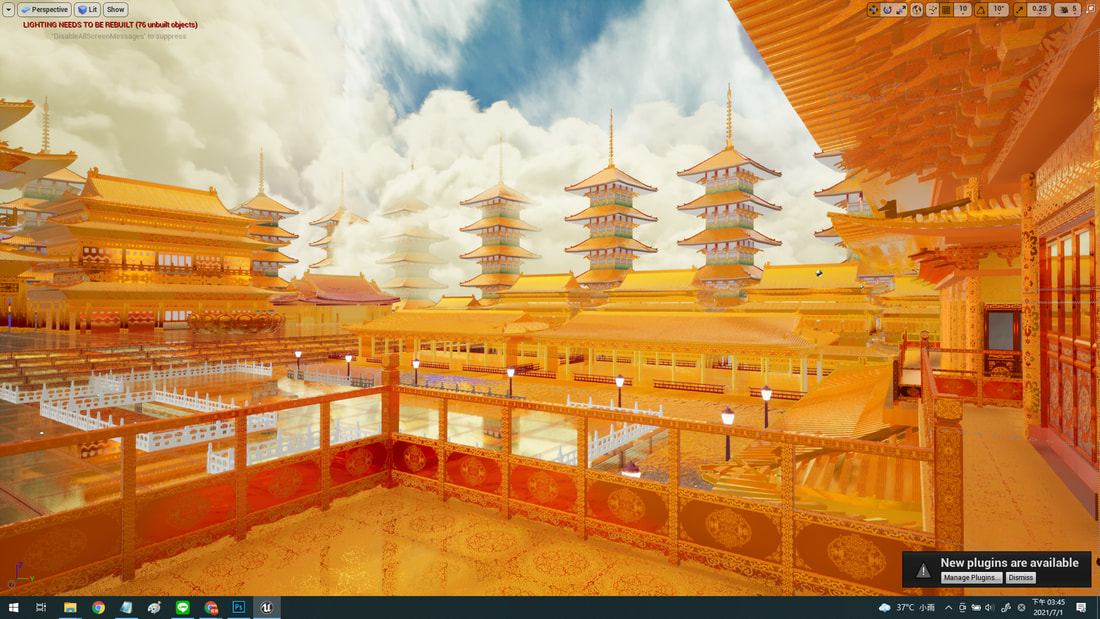 Perspective Lit Show 10 10° 0.25 5
LIGHTING NEEDS TO BE REBUILT (76 unbuilt objects)
'DisableAllScreenMessages' to suppress
Z
Y
New plugins are available
Manage Plugins... Dismiss
Ps
37°C 小雨
下午 03:45
2021/7/1